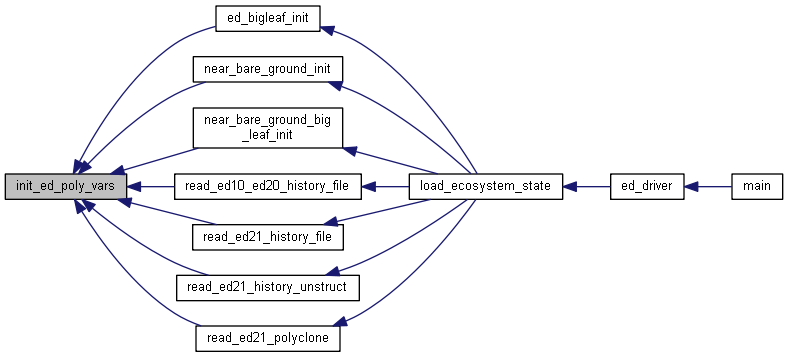 ed_bigleaf_init
near_bare_ground_init
near_bare_ground_big
_leaf_init
init_ed_poly_vars
read_ed10_ed20_history_file
load_ecosystem_state
ed_driver
main
read_ed21_history_file
read_ed21_history_unstruct
read_ed21_polyclone